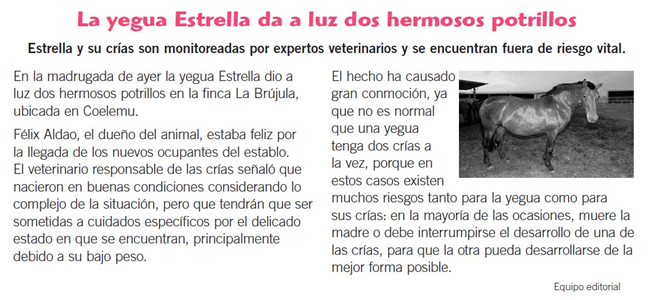 La yegua Estrella da a luz dos hermosos potrillos
Estrella y su crías son monitoreadas por expertos veterinarios y se encuentran fuera de riesgo vital.
En la madrugada de ayer la yegua Estrella dio a
luz dos hermosos potrillos en la finca La Brújula,
ubicada en Coelemu.
Félix Aldao, el dueño del animal, estaba feliz por
la llegada de los nuevos ocupantes del establo.
El veterinario responsable de las crías señaló que
nacieron en buenas condiciones considerando lo
complejo de la situación, pero que tendrán que ser
sometidas a cuidados específicos por el delicado
estado en que se encuentran, principalmente
debido a su bajo peso.
El hecho ha causado
gran conmoción, ya
que no es normal
que una yegua
tenga dos crías a
la vez, porque en
estos casos existen
muchos riesgos tanto para la yegua como para
sus crías: en la mayoría de las ocasiones, muere la
madre o debe interrumpirse el desarrollo de una de
las crías, para que la otra pueda desarrollarse de la
mejor forma posible.
Equipo editorial